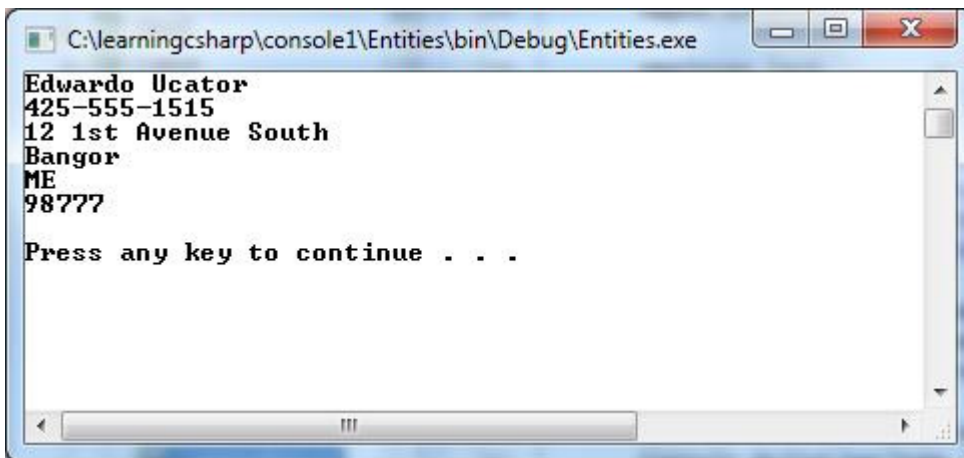 C:\learningcsharp\console1\Entities\bin\Debug\Entities.exe
Edwardo Ucator
425-555-1515
12 1st Avenue South
Bangor
ME
98777
Press any key to continue . . .